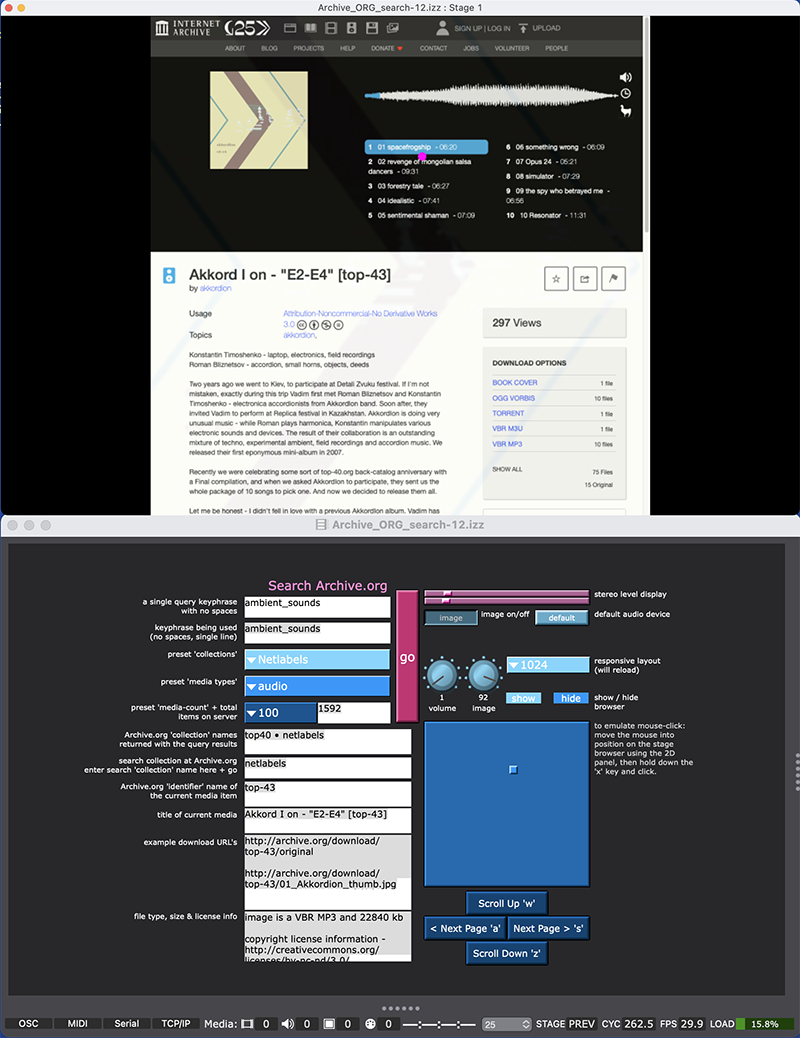 Archive_ORG_search-12.izz : Stage 1
INTERNET ARCHIVE
25
SIGN UP | LOG IN
UPLOAD
ABOUT BLOG PROJECTS HELP DONATE CONTACT JOBS VOLUNTEER PEOPLE
1 01 spacefrogship - 06:20
2 02 revenge of mongolian salsa
dancers - 09:31
3 03 forestry tale - 06:27
4 04 idealistic - 07:41
5 05 sentimental shaman - 07:09
6 06 something wrong - 06:09
7 07 Opus 24 - 05:21
8 08 simulator - 07:29
9 09 the spy who betrayed me -
06:56
10 10 Resonator - 11:31
Akkord I on - "E2-E4" [top-43]
by akkordion
Usage
Attribution-Noncommercial-No Derivative Works
3.0
Topics
akkordion,
Konstantin Timoshenko - laptop, electronics, field recordings
Roman Bliznetsov - accordion, small horns, objects, deeds
Two years ago we went to Kiev, to participate at Detali Zvuku festival. If I'm not
mistaken, exactly during this trip Vadim first met Roman Bliznetsov and Konstantin
Timoshenko - electronica accordionists from Akkordion band. Soon after, they
invited Vadim to perform at Replica festival in Kazakhstan. Akkordion is doing very
unusual music - while Roman plays harmonica, Konstantin manipulates various
electronic sounds and devices. The result of their collaboration is an outstanding
mixture of techno, experimental ambient, field recordings and accordion music. We
released their first eponymous mini-album in 2007.
Recently we were celebrating some sort of top-40.org back-catalog anniversary with
a Final compilation, and when we asked Akkordion to participate, they sent us the
whole package of 10 songs to pick one. And now we decided to release them all.
Let me be honest - I didn't fell in love with a previous Akkordion album. Vadim has
297 Views
DOWNLOAD OPTIONS
BOOK COVER 1 file
OGG VORBIS 10 files
TORRENT 1 file
VBR M3U 1 file
VBR MP3 10 files
SHOW ALL 75 Files
15 Original
Archive_ORG_search-12.izz
Search Archive.org
a single query keyphrase
with no spaces
ambient_sounds
keyphrase being used
(no spaces, single line)
ambient_sounds
preset 'collections'
Netlabels
preset 'media types'
audio
preset 'media-count' + total
items on server
100
1592
Archive.org 'collection' names
returned with the query results
top40 • netlabels
search collection at Archive.org
enter search 'collection' name here + go
netlabels
Archive.org 'identifier' name of
the current media item
top-43
title of current media
Akkord I on - "E2-E4" [top-43]
example download URL's
http://archive.org/download/
top-43/original
http://archive.org/download/
top-43/01_Akkordion_thumb.jpg
file type, size & license info
image is a VBR MP3 and 22840 kb
copyright license information -
http://creativecommons.org/
licenses/by-nc-nd/3.0/
go
stereo level display
image
image on/off
default
default audio device
1
volume
92
image
1024
responsive layout
(will reload)
show
hide
show / hide
browser
to emulate mouse-click:
move the mouse into
position on the stage
browser using the 2D
panel, then hold down the
'x' key and click.
Scroll Up 'w'
< Next Page 'a'
Next Page > 's'
Scroll Down 'z'
OSC MIDI Serial TCP/IP Media: 0 0 0 0 25 STAGE PREV CYC 262.5 FPS 29.9 LOAD 15.8%